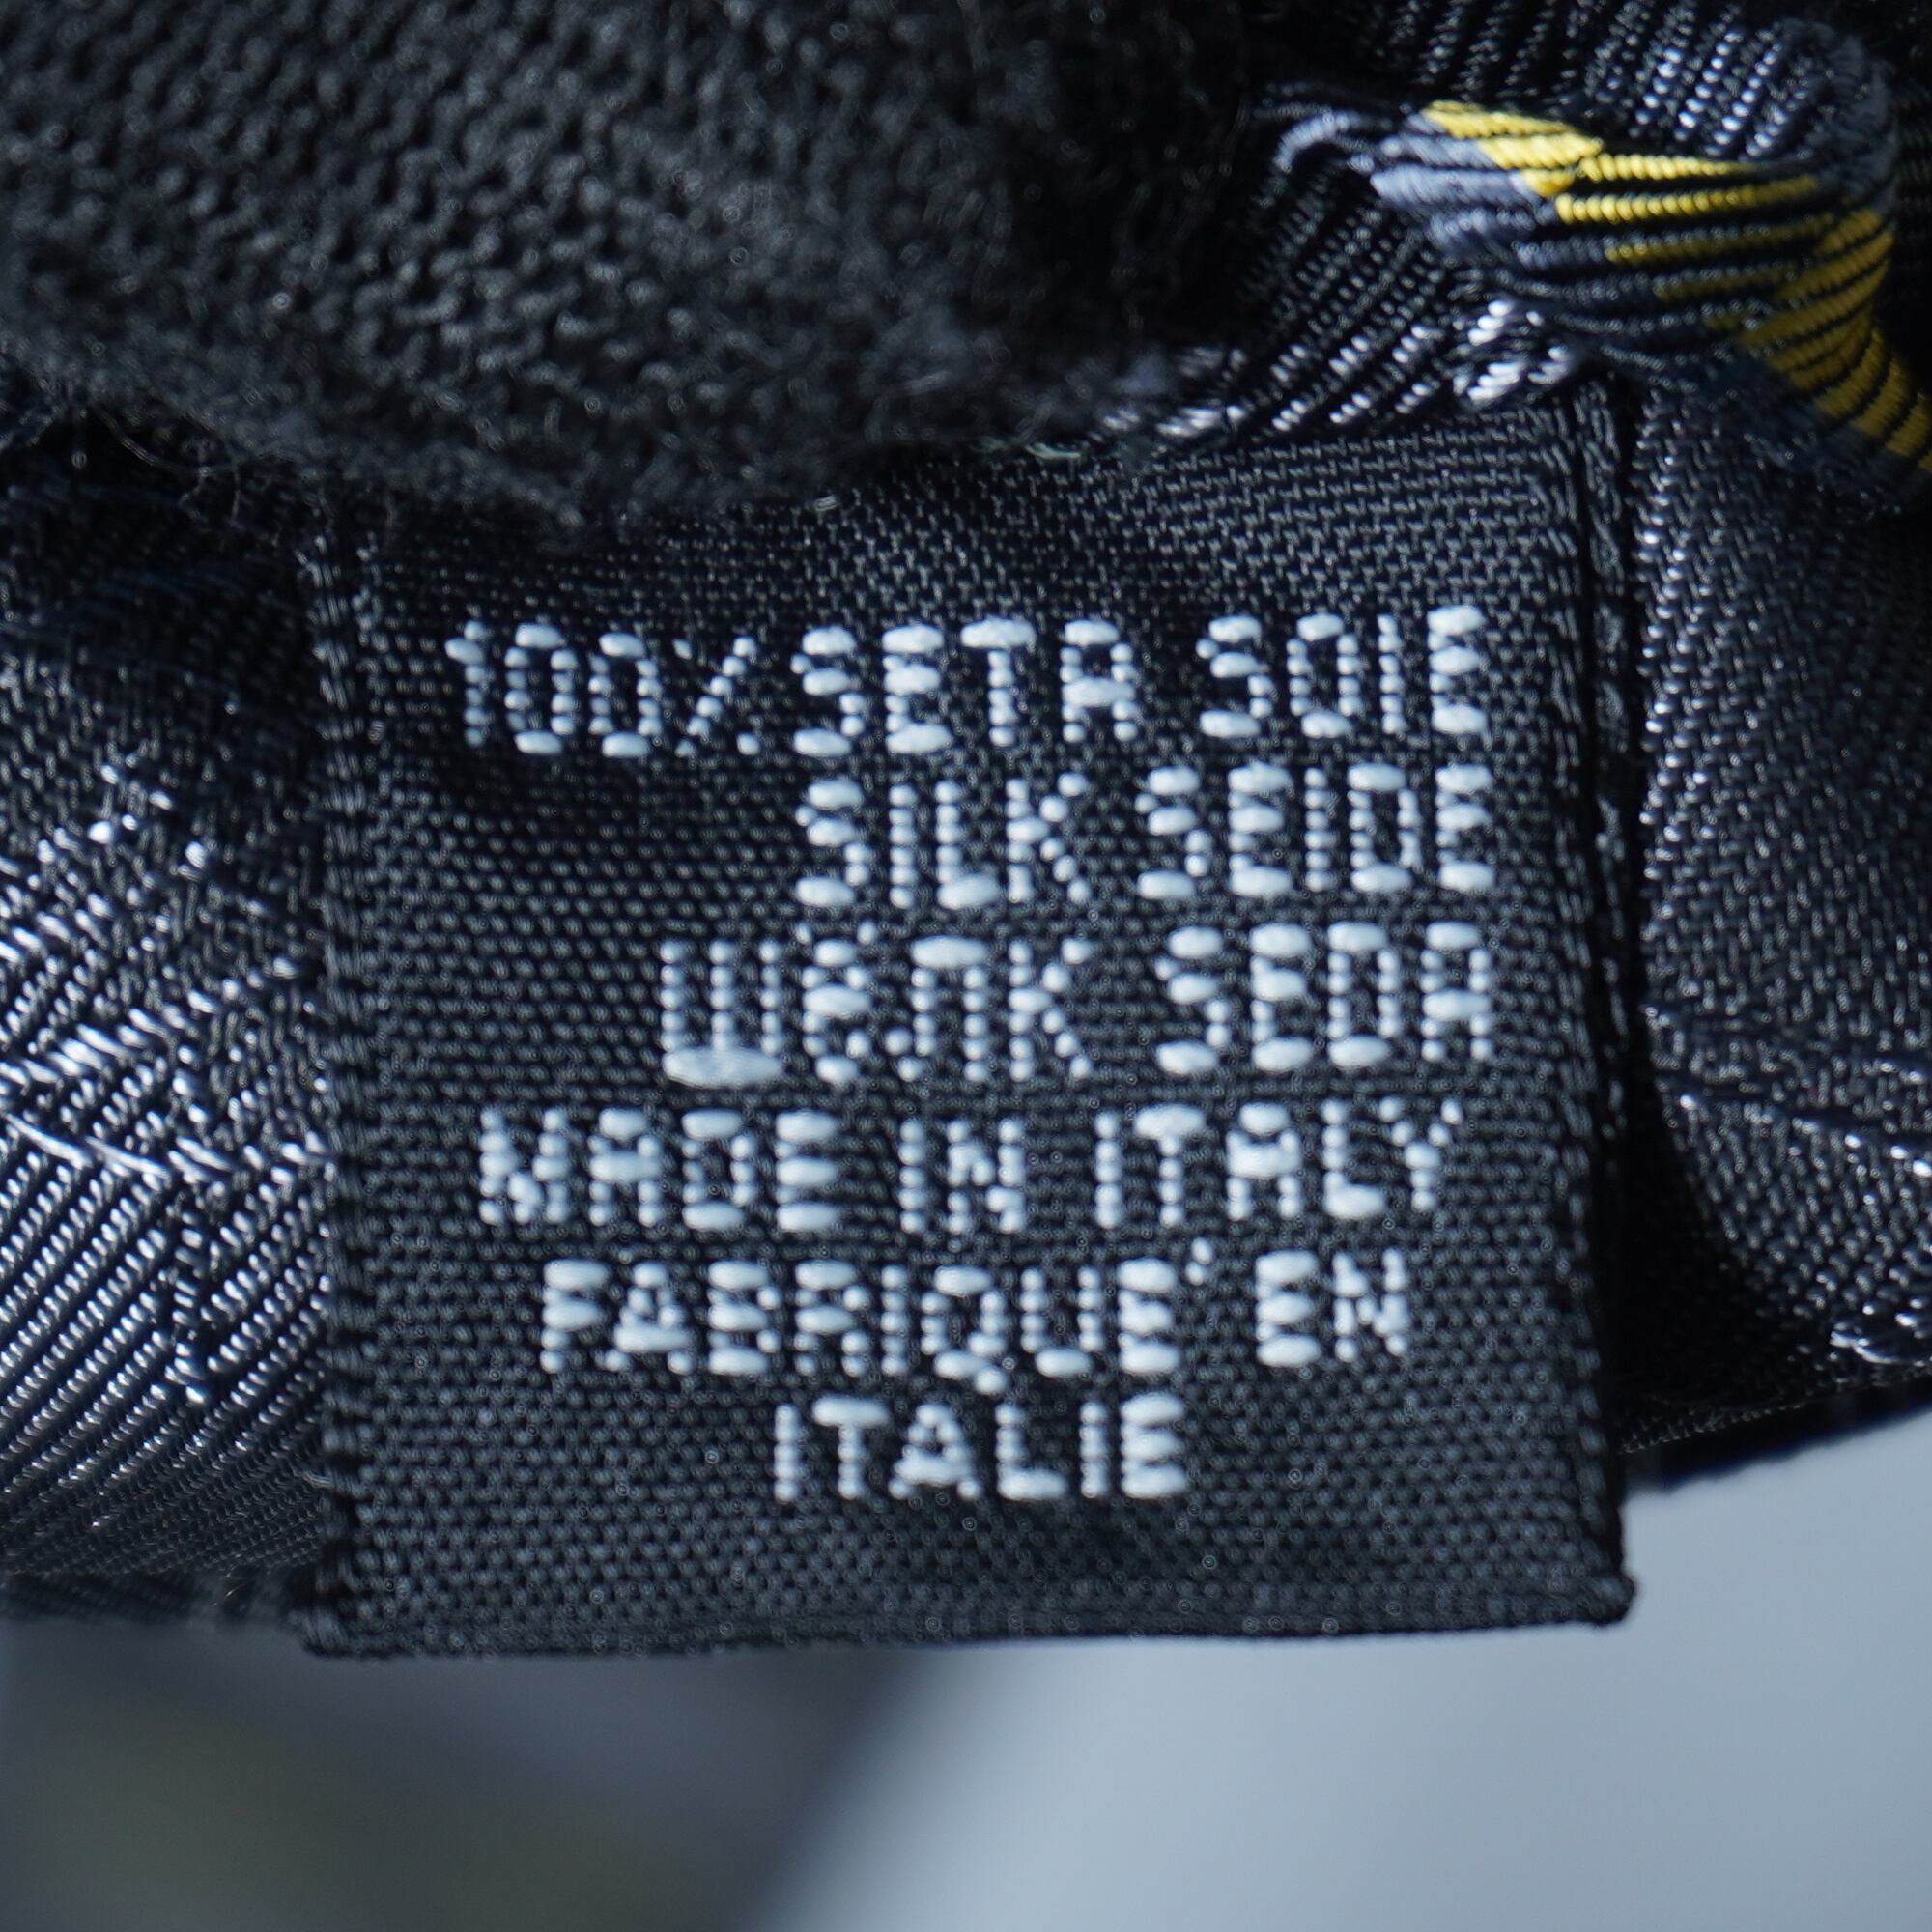 100% SETA SOIE
SILK SEIDE
шёлк SEDA
MADE IN ITALY
FABRIQUE' EN
ITALIE